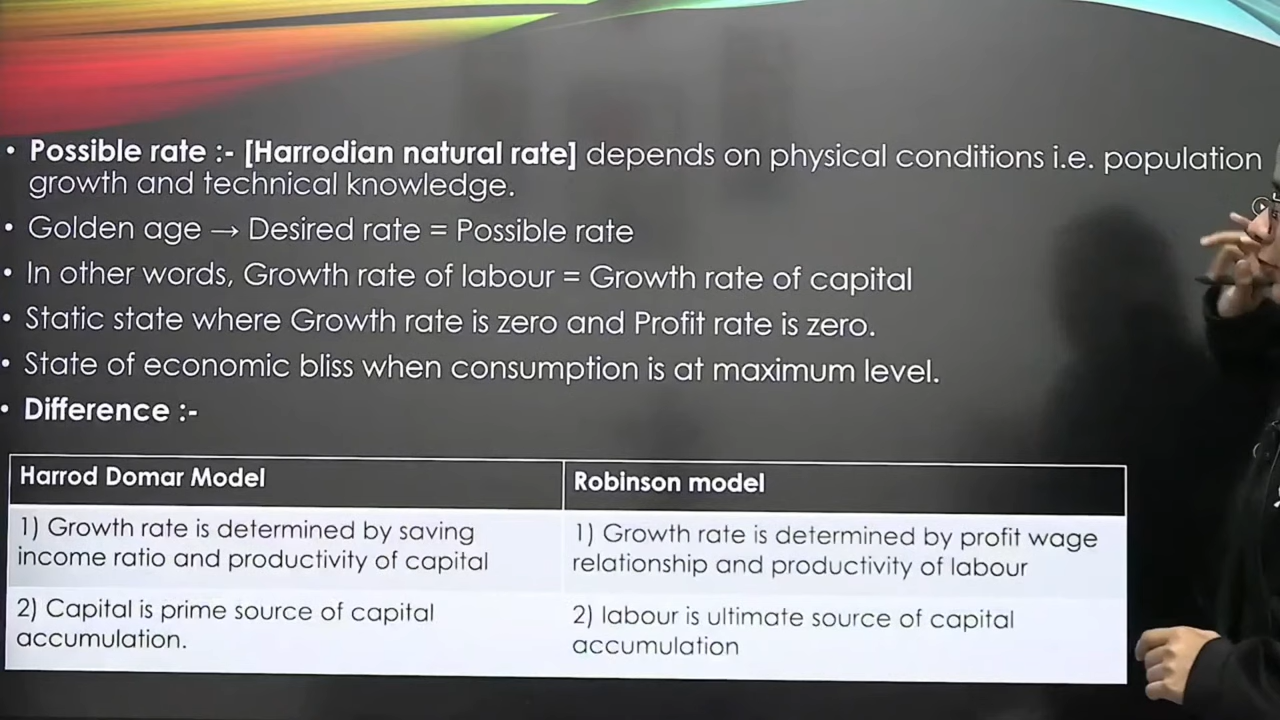 • Possible rate :- [Harrodian natural rate] depends on physical conditions i.e. population
growth and technical knowledge.
• Golden age → Desired rate = Possible rate
• In other words, Growth rate of labour = Growth rate of capital
• Static state where Growth rate is zero and Profit rate is zero.
• State of economic bliss when consumption is at maximum level.
• Difference :-
Harrod Domar Model
Robinson model
1) Growth rate is determined by saving
income ratio and productivity of capital
1) Growth rate is determined by profit wage
relationship and productivity of labour
2) Capital is prime source of capital
accumulation.
2) labour is ultimate source of capital
accumulation